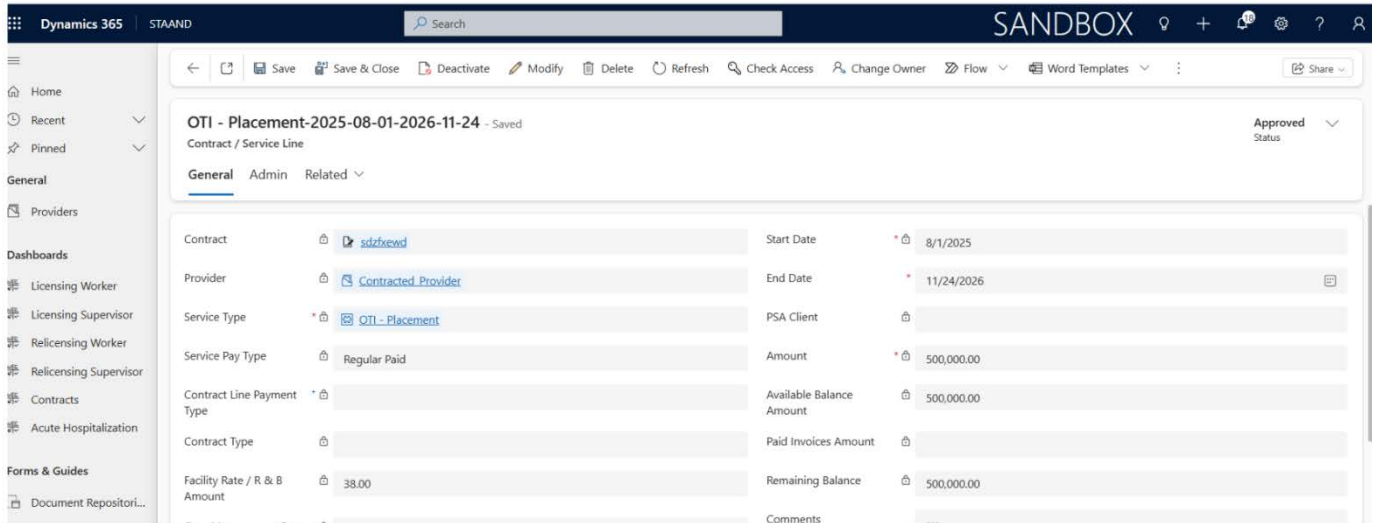 Dynamics 365 STAAND Search SANDBOX 18
Save Save & Close Deactivate Modify Delete Refresh Check Access Change Owner Flow Word Templates Share
Home
Recent
Pinned
General
Providers
Dashboards
Licensing Worker
Licensing Supervisor
Relicensing Worker
Relicensing Supervisor
Contracts
Acute Hospitalization
Forms & Guides
Document Repositori...
OTI - Placement-2025-08-01-2026-11-24 - Saved
Contract / Service Line
Approved
Status
General Admin Related
Contract sdzfxewd
Provider Contracted Provider
Service Type * OTI - Placement
Service Pay Type Regular Paid
Contract Line Payment *
Type
Contract Type
Facility Rate / R & B 38.00
Amount
Start Date * 8/1/2025
End Date * 11/24/2026
PSA Client
Amount * 500,000.00
Available Balance 500,000.00
Amount
Paid Invoices Amount
Remaining Balance 500,000.00
Comments